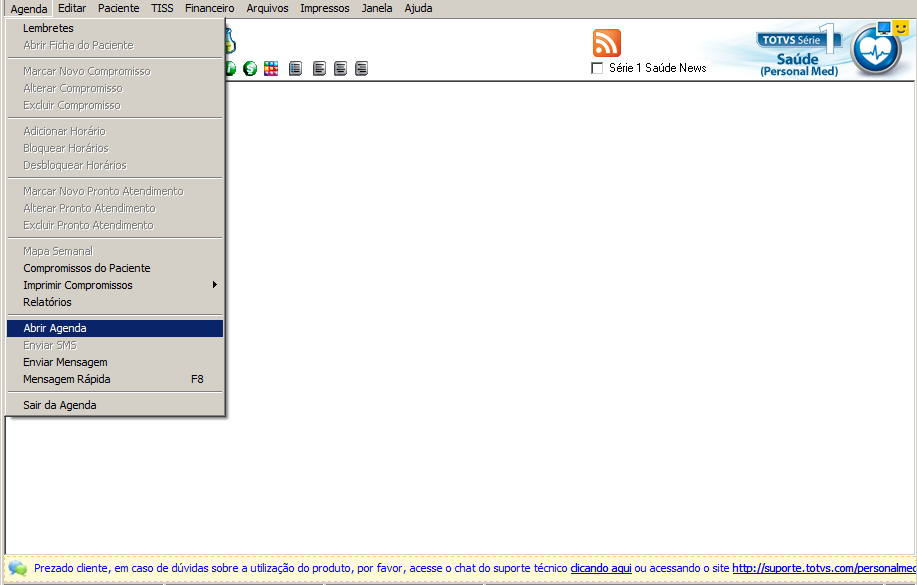 Agenda Editar Paciente TISS Financeiro Arquivos Impressos Janela Ajuda
Lembretes
Abrir Ficha do Paciente
Marcar Novo Compromisso
Alterar Compromisso
Excluir Compromisso
Adicionar Horário
Bloquear Horários
Desbloquear Horários
Marcar Novo Pronto Atendimento
Alterar Pronto Atendimento
Excluir Pronto Atendimento
Mapa Semanal
Compromissos do Paciente
Imprimir Compromissos
Relatórios
Abrir Agenda
Enviar SMS
Enviar Mensagem
Mensagem Rápida F8
Sair da Agenda
Série 1 Saúde News
TOTVS Série 1
Saúde
(Personal Med)
Prezado cliente, em caso de dúvidas sobre a utilização do produto, por favor, acesse o chat do suporte técnico clicando aqui ou acessando o site http://suporte.totvs.com/personalmed